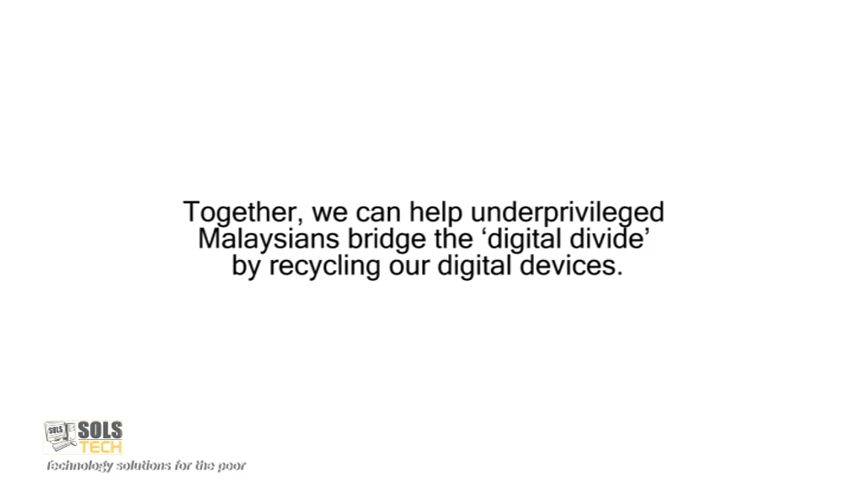 Together, we can help underprivileged
Malaysians bridge the ‘digital divide’
by recycling our digital devices.
SOLS
SOLS
TECH
Technology solutions for the poor